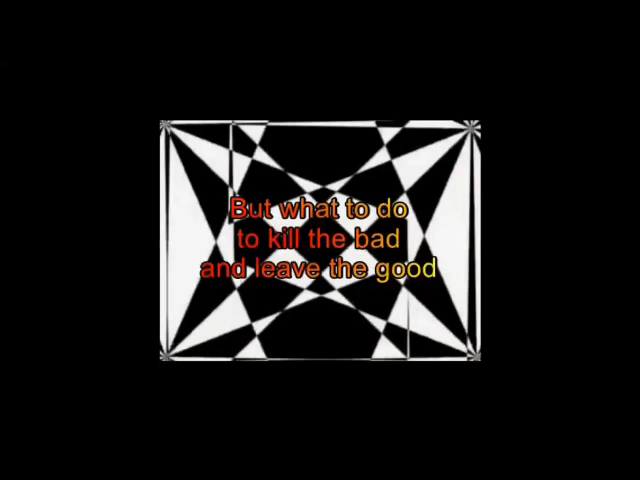 But what to do
to kill the bad
and leave the good